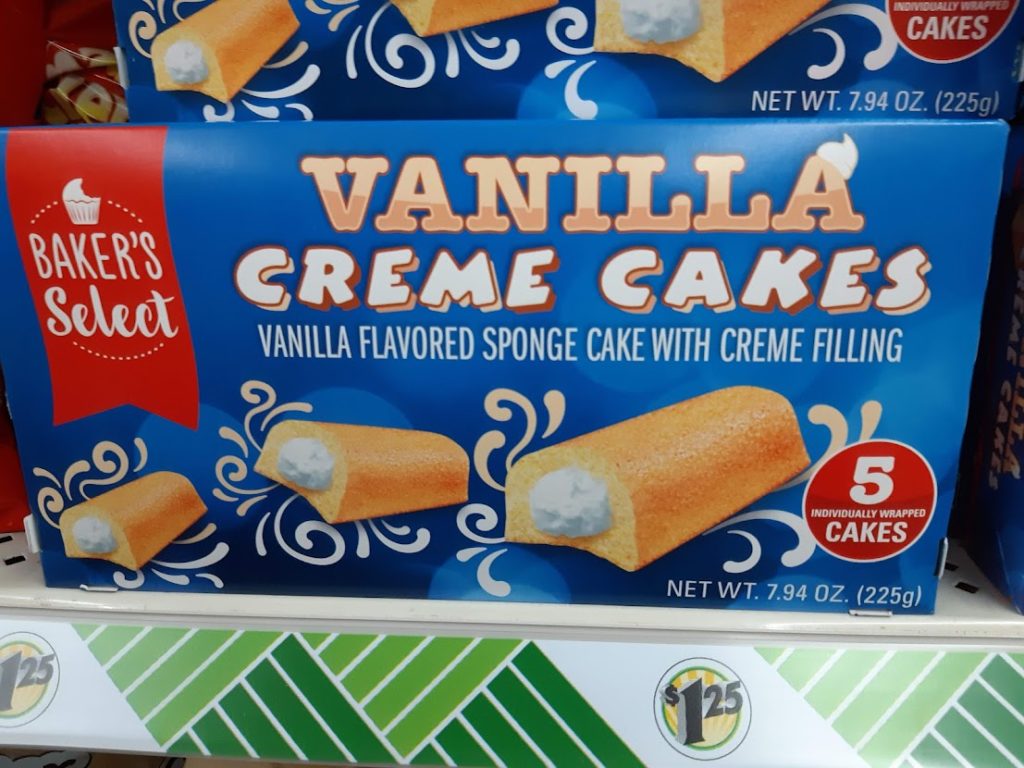 INDIVIDUALLY WRAPPED
CAKES
NET WT. 7.94 OZ. (225g)
BAKER'S
Select
VANILLA
CREME CAKES
VANILLA FLAVORED SPONGE CAKE WITH CREME FILLING
5
INDIVIDUALLY WRAPPED
CAKES
NET WT. 7.94 OZ. (225g)
$1.25
$1.25